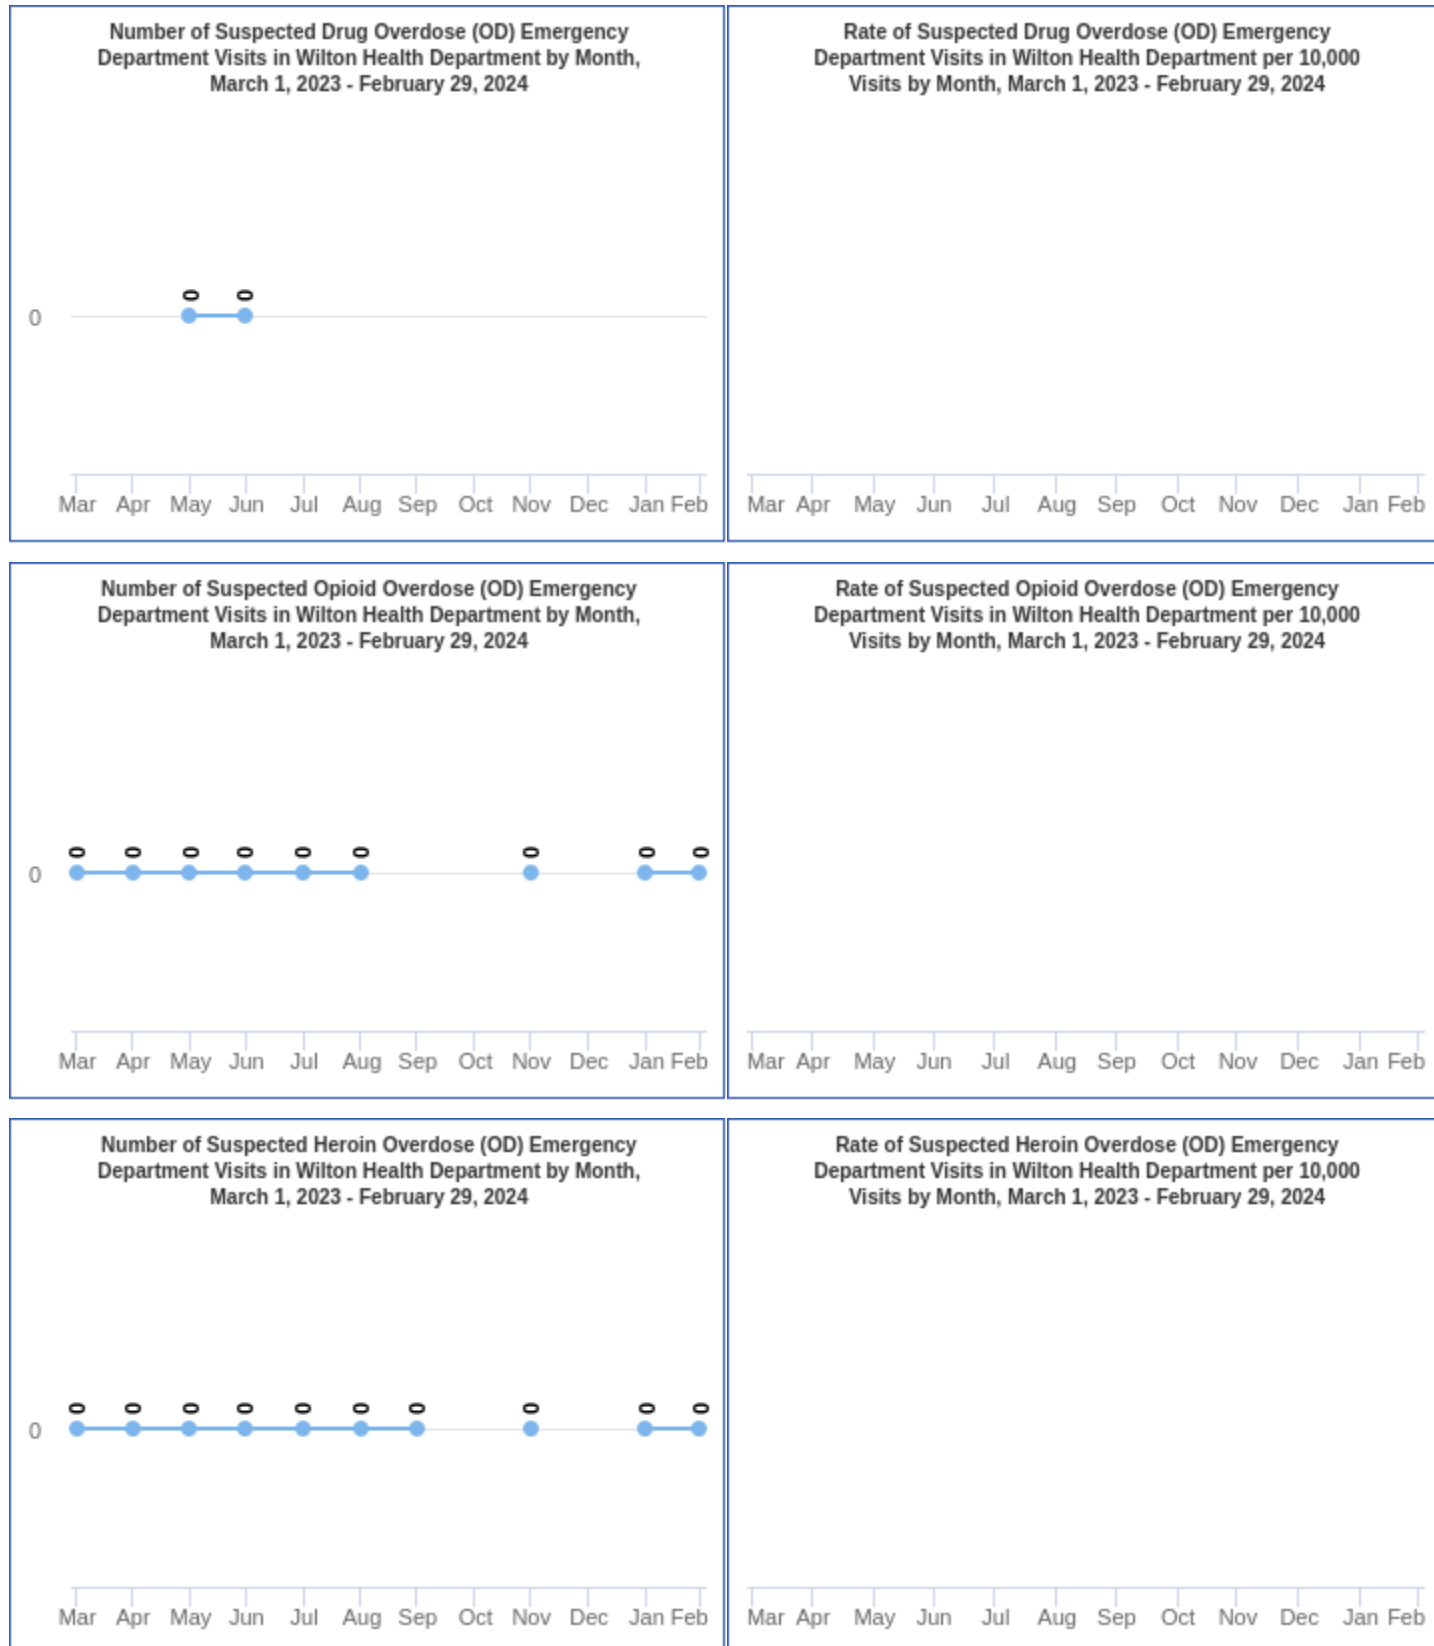 Number of Suspected Drug Overdose (OD) Emergency
Department Visits in Wilton Health Department by Month,
March 1, 2023 - February 29, 2024
0 0
0
Mar Apr May Jun Jul Aug Sep Oct Nov Dec Jan Feb
Rate of Suspected Drug Overdose (OD) Emergency
Department Visits in Wilton Health Department per 10,000
Visits by Month, March 1, 2023 - February 29, 2024
Mar Apr May Jun Jul Aug Sep Oct Nov Dec Jan Feb
Number of Suspected Opioid Overdose (OD) Emergency
Department Visits in Wilton Health Department by Month,
March 1, 2023 - February 29, 2024
0 0 0 0 0 0 0 0 0
0
Mar Apr May Jun Jul Aug Sep Oct Nov Dec Jan Feb
Rate of Suspected Opioid Overdose (OD) Emergency
Department Visits in Wilton Health Department per 10,000
Visits by Month, March 1, 2023 - February 29, 2024
Mar Apr May Jun Jul Aug Sep Oct Nov Dec Jan Feb
Number of Suspected Heroin Overdose (OD) Emergency
Department Visits in Wilton Health Department by Month,
March 1, 2023 - February 29, 2024
0 0 0 0 0 0 0 0 0 0
0
Mar Apr May Jun Jul Aug Sep Oct Nov Dec Jan Feb
Rate of Suspected Heroin Overdose (OD) Emergency
Department Visits in Wilton Health Department per 10,000
Visits by Month, March 1, 2023 - February 29, 2024
Mar Apr May Jun Jul Aug Sep Oct Nov Dec Jan Feb